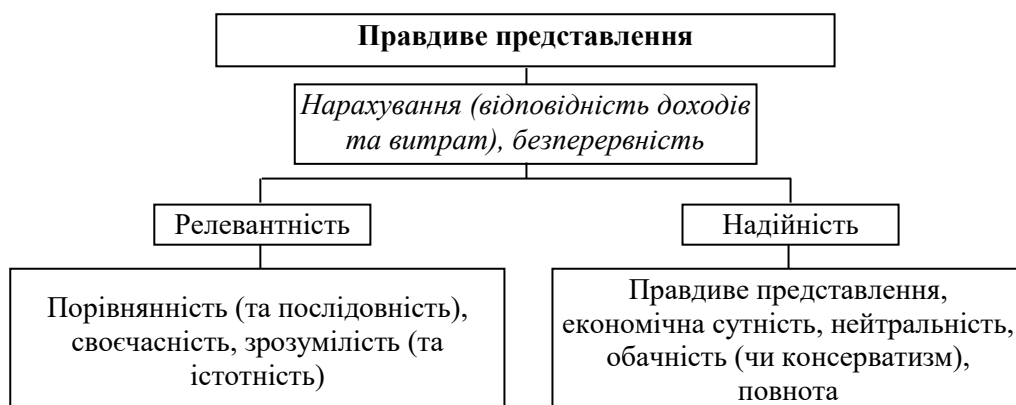 Правдиве представлення
Нарахування (відповідність доходів
та витрат), безперервність
Релевантність
Надійність
Порівнянність (та послідовність),
своєчасність, зрозумілість (та
істотність)
Правдиве представлення,
економічна сутність, нейтральність,
обачність (чи консерватизм),
повнота